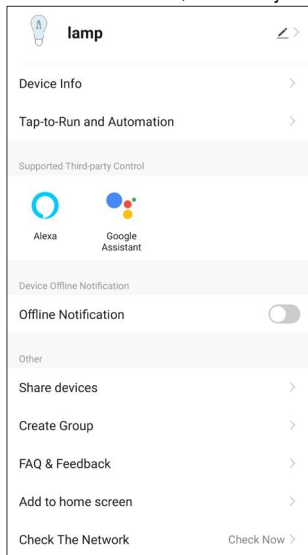 lamp
Device Info
Tap-to-Run and Automation
Supported Third-party Control
Alexa
Google
Assistant
Device Offline Notification
Offline Notification
Other
Share devices
Create Group
FAQ & Feedback
Add to home screen
Check The Network Check Now